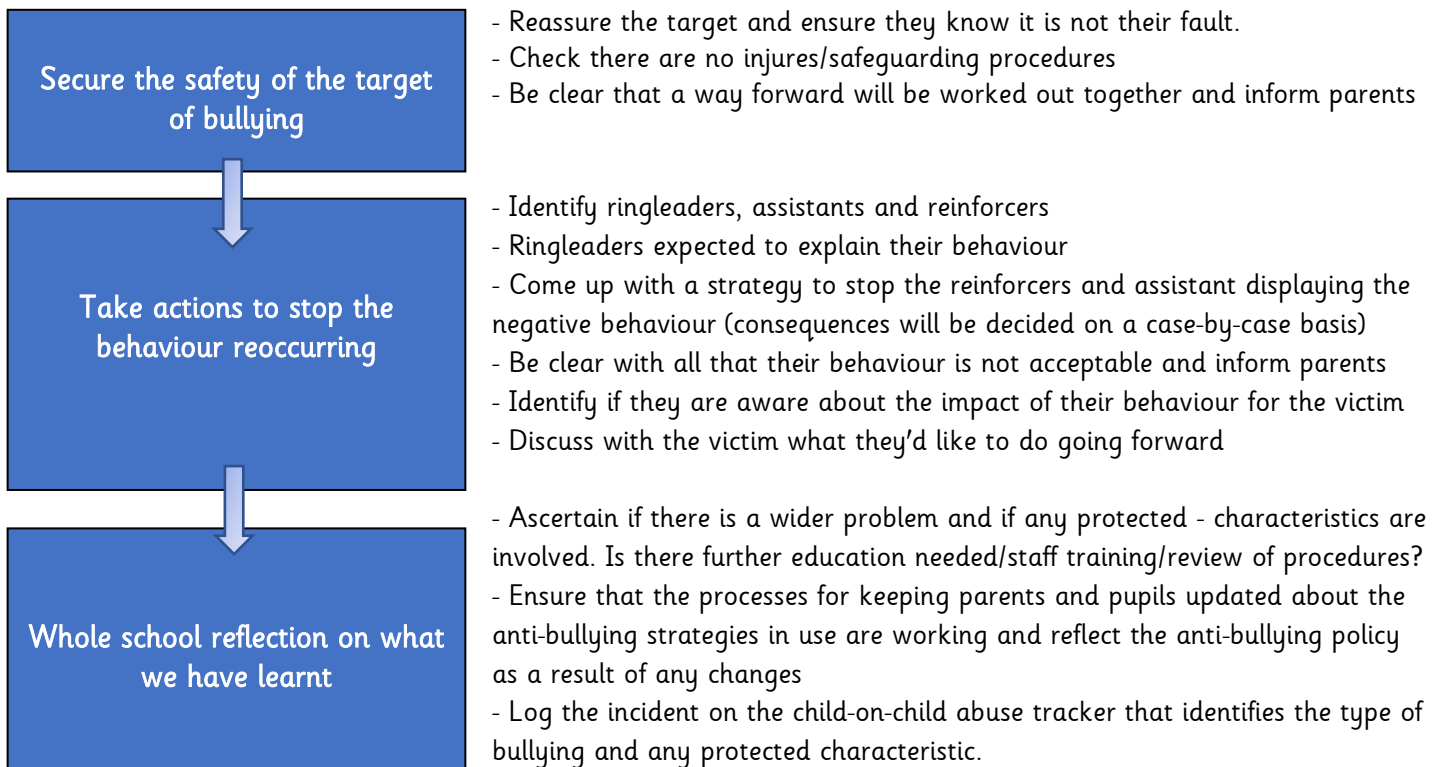 Secure the safety of the target
of bullying
- Reassure the target and ensure they know it is not their fault.
- Check there are no injures/safeguarding procedures
- Be clear that a way forward will be worked out together and inform parents
Take actions to stop the
behaviour reoccurring
- Identify ringleaders, assistants and reinforcers
- Ringleaders expected to explain their behaviour
- Come up with a strategy to stop the reinforcers and assistant displaying the
negative behaviour (consequences will be decided on a case-by-case basis)
- Be clear with all that their behaviour is not acceptable and inform parents
- Identify if they are aware about the impact of their behaviour for the victim
- Discuss with the victim what they'd like to do going forward
Whole school reflection on what
we have learnt
- Ascertain if there is a wider problem and if any protected - characteristics are
involved. Is there further education needed/staff training/review of procedures?
- Ensure that the processes for keeping parents and pupils updated about the
anti-bullying strategies in use are working and reflect the anti-bullying policy
as a result of any changes
- Log the incident on the child-on-child abuse tracker that identifies the type of
bullying and any protected characteristic.